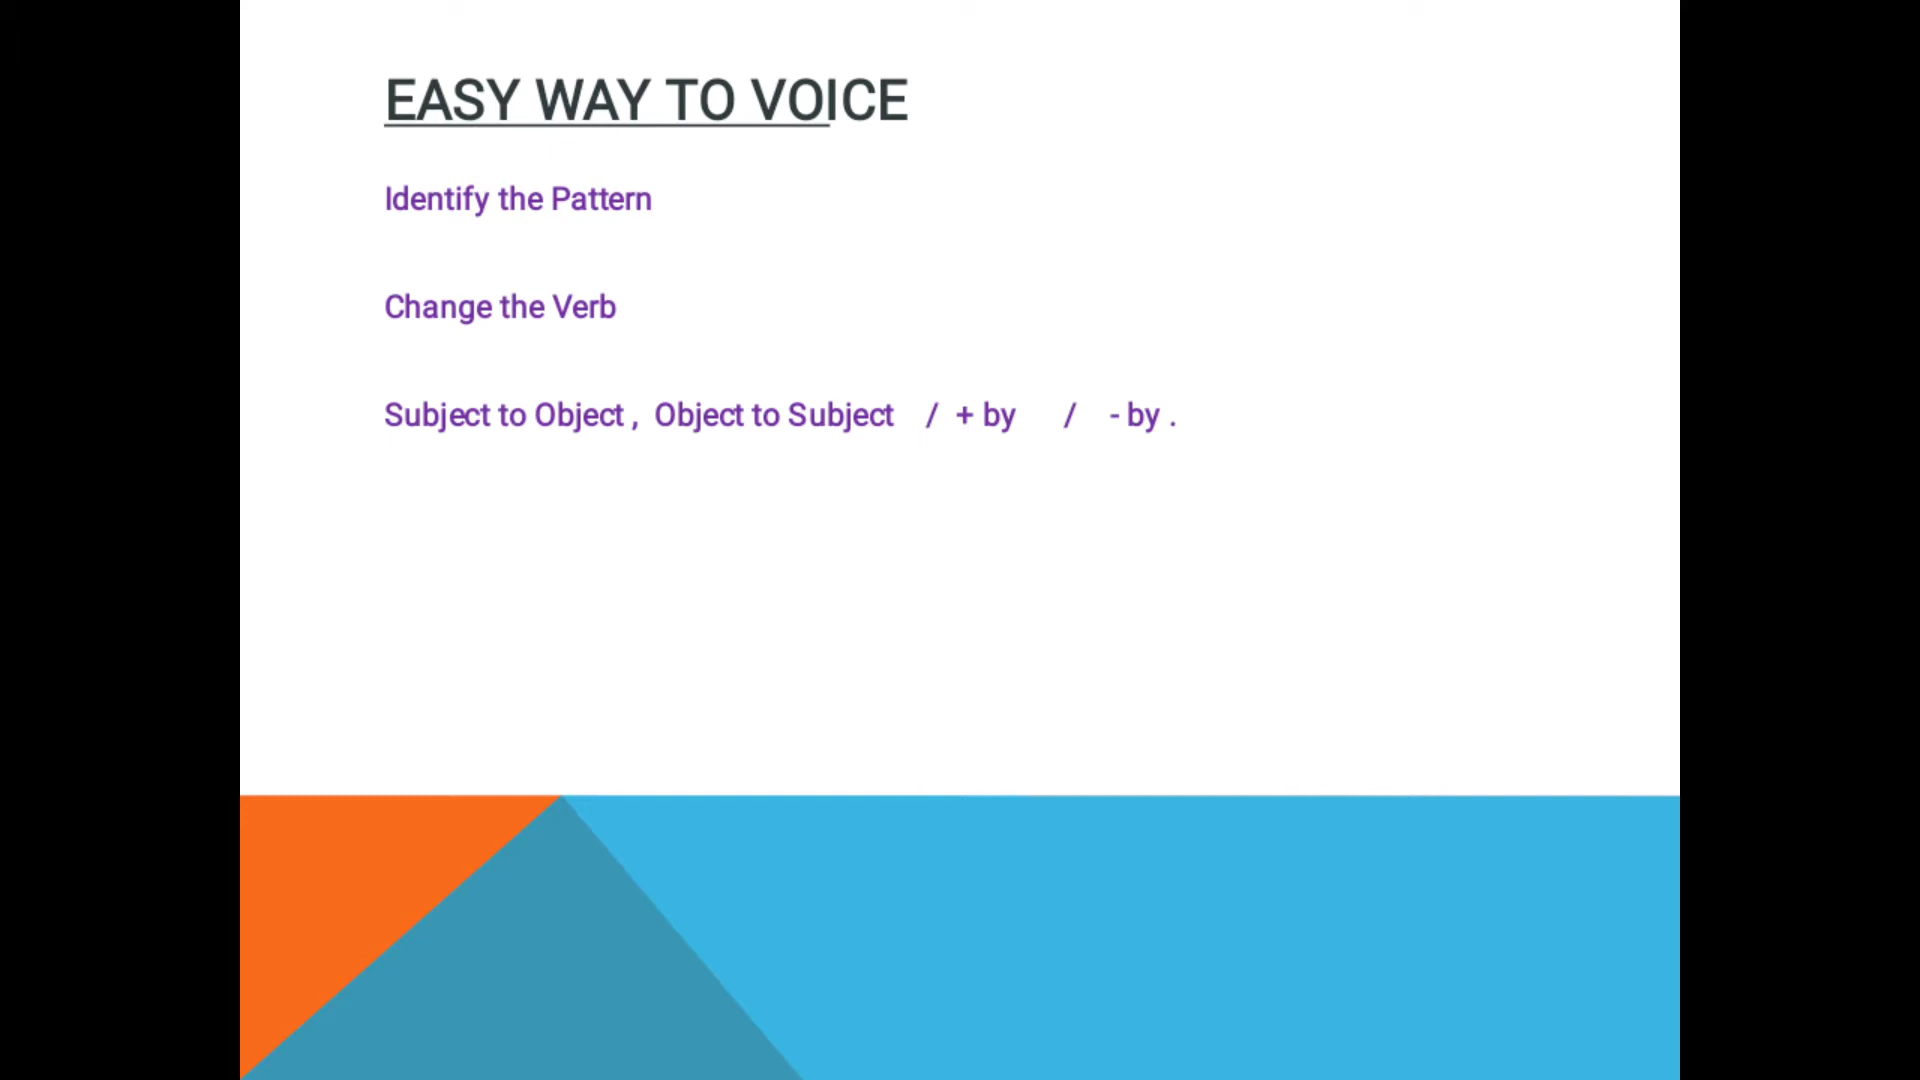 EASY WAY TO VOICE
Identify the Pattern
Change the Verb
Subject to Object , Object to Subject / + by / - by .